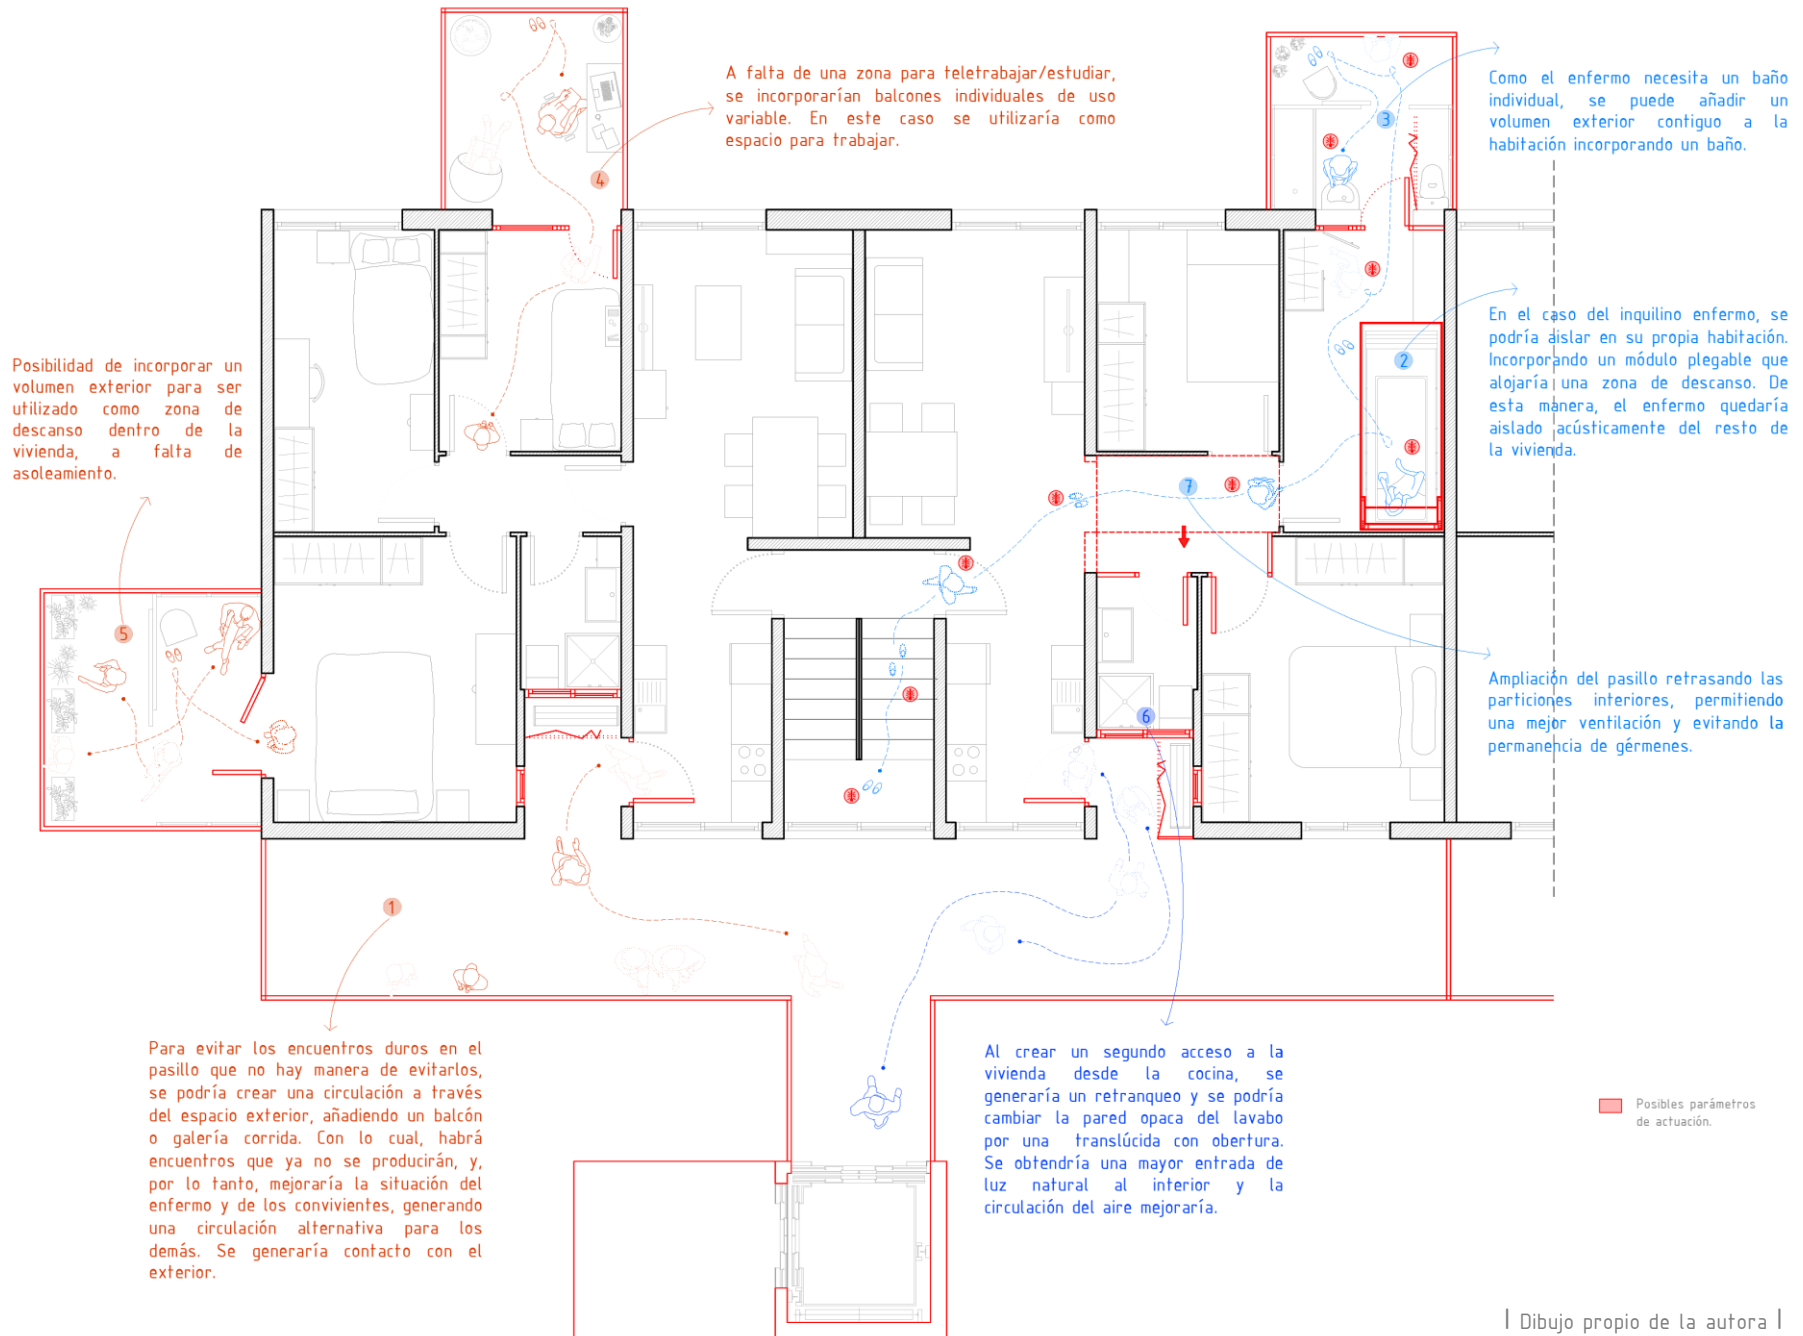 A falta de una zona para teletrabajar/estudiar,
se incorporarían balcones individuales de uso
variable. En este caso se utilizaría como
espacio para trabajar.
4
Como el enfermo necesita un baño
individual, se puede añadir un
volumen exterior contiguo a la
habitación incorporando un baño.
3
En el caso del inquilino enfermo, se
podría aislar en su propia habitación.
Incorporando un módulo plegable que
alojaría una zona de descanso. De
esta manera, el enfermo quedaría
aislado acústicamente del resto de
la vivienda.
2
Posibilidad de incorporar un
volumen exterior para ser
utilizado como zona de
descanso dentro de la
vivienda, a falta de
asoleamiento.
5
7
Ampliación del pasillo retrasando las
particiones interiores, permitiendo
una mejor ventilación y evitando la
permanencia de gérmenes.
6
1
Para evitar los encuentros duros en el
pasillo que no hay manera de evitarlos,
se podría crear una circulación a través
del espacio exterior, añadiendo un balcón
o galería corrida. Con lo cual, habrá
encuentros que ya no se producirán, y,
por lo tanto, mejoraría la situación del
enfermo y de los convivientes, generando
una circulación alternativa para los
demás. Se generaría contacto con el
exterior.
Al crear un segundo acceso a la
vivienda desde la cocina, se
generaría un retranqueo y se podría
cambiar la pared opaca del lavabo
por una translúcida con obertura.
Se obtendría una mayor entrada de
luz natural al interior y la
circulación del aire mejoraría.
Posibles parámetros
de actuación.
| Dibujo propio de la autora |